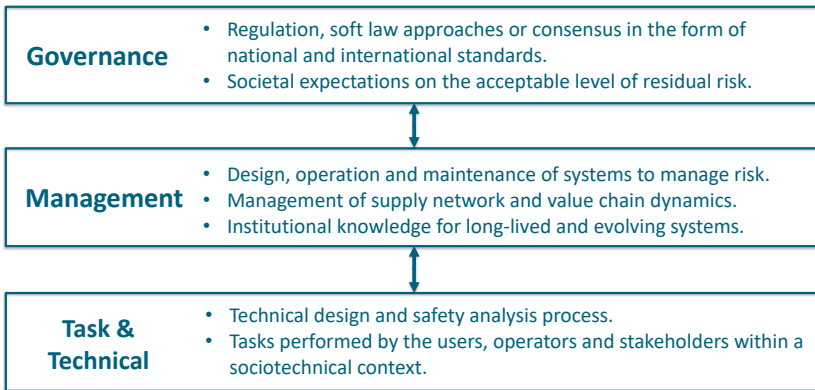 Governance
• Regulation, soft law approaches or consensus in the form of
national and international standards.
• Societal expectations on the acceptable level of residual risk.
Management
• Design, operation and maintenance of systems to manage risk.
• Management of supply network and value chain dynamics.
• Institutional knowledge for long-lived and evolving systems.
Task &
Technical
• Technical design and safety analysis process.
• Tasks performed by the users, operators and stakeholders within a
sociotechnical context.